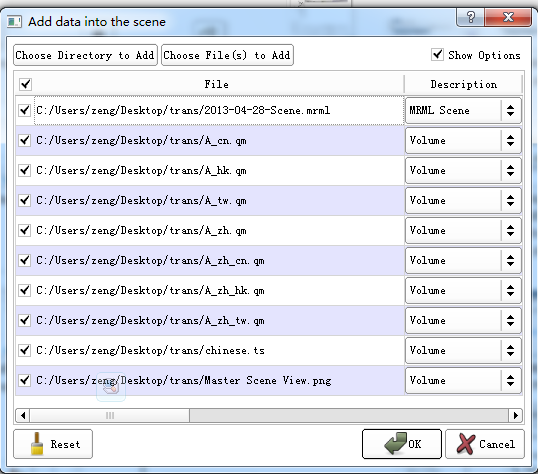 Add data into the scene
Choose Directory to Add Choose File(s) to Add Show Options
File Description
C:/Users/zeng/Desktop/trans/2013-04-28-Scene.mrml MRML Scene
C:/Users/zeng/Desktop/trans/A_cn.qm Volume
C:/Users/zeng/Desktop/trans/A_hk.qm Volume
C:/Users/zeng/Desktop/trans/A_tw.qm Volume
C:/Users/zeng/Desktop/trans/A_zh.qm Volume
C:/Users/zeng/Desktop/trans/A_zh_cn.qm Volume
C:/Users/zeng/Desktop/trans/A_zh_hk.qm Volume
C:/Users/zeng/Desktop/trans/A_zh_tw.qm Volume
C:/Users/zeng/Desktop/trans/chinese.ts Volume
C:/Users/zeng/Desktop/trans/Master Scene View.png Volume
Reset OK Cancel